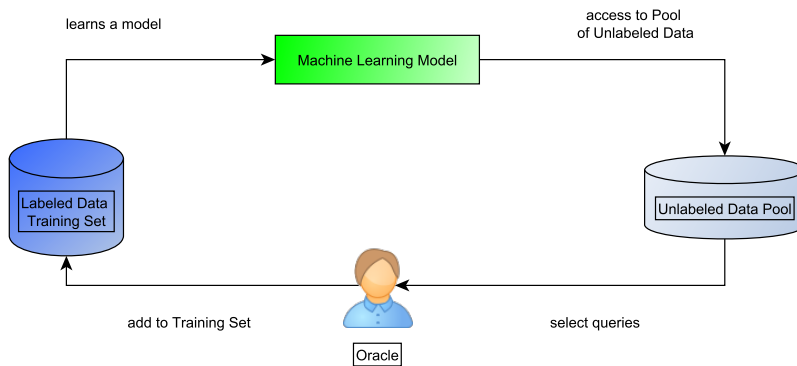 learns a model
access to Pool
of Unlabeled Data
Machine Learning Model
Labeled Data
Training Set
Unlabeled Data Pool
add to Training Set
select queries
Oracle